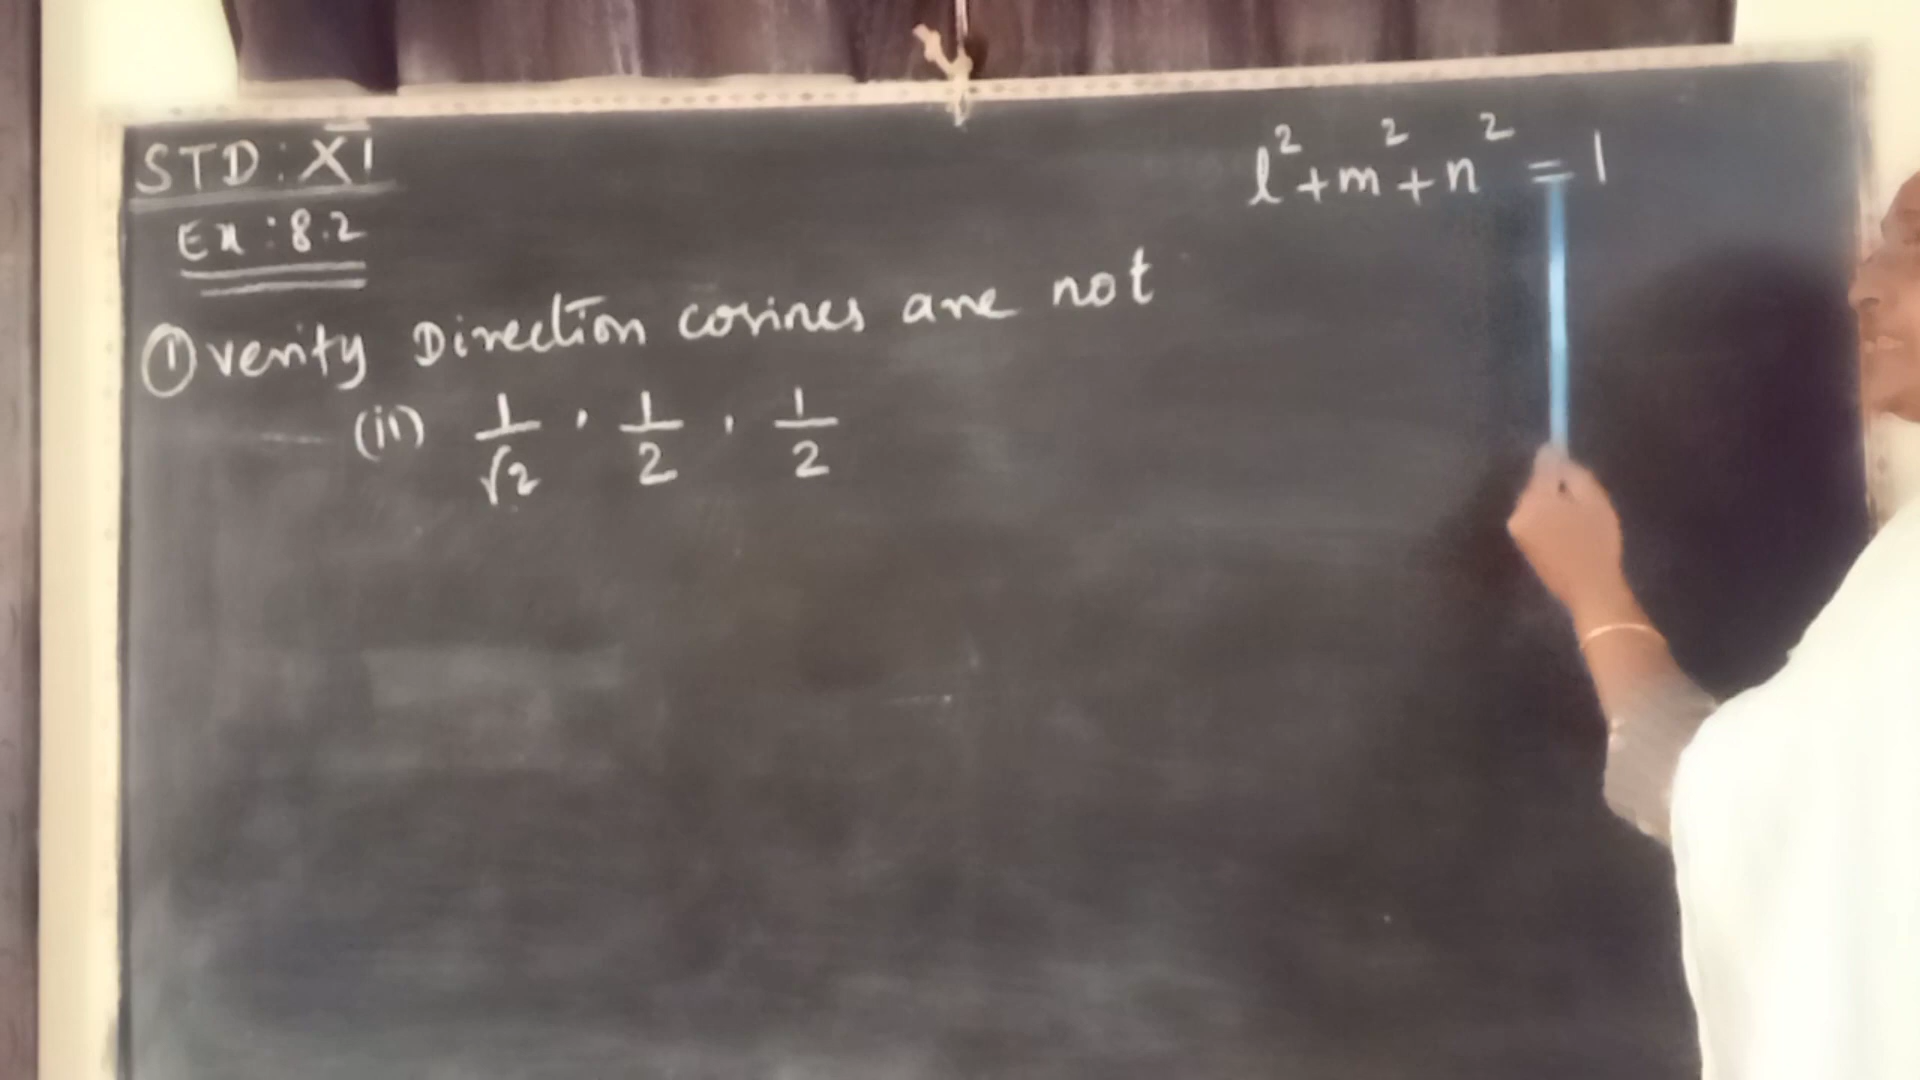 STD : XI
l²+m²+n² = 1
Ex : 8.2
① verify Direction cosines are not
(ii) 1/√2 , 1/2 , 1/2